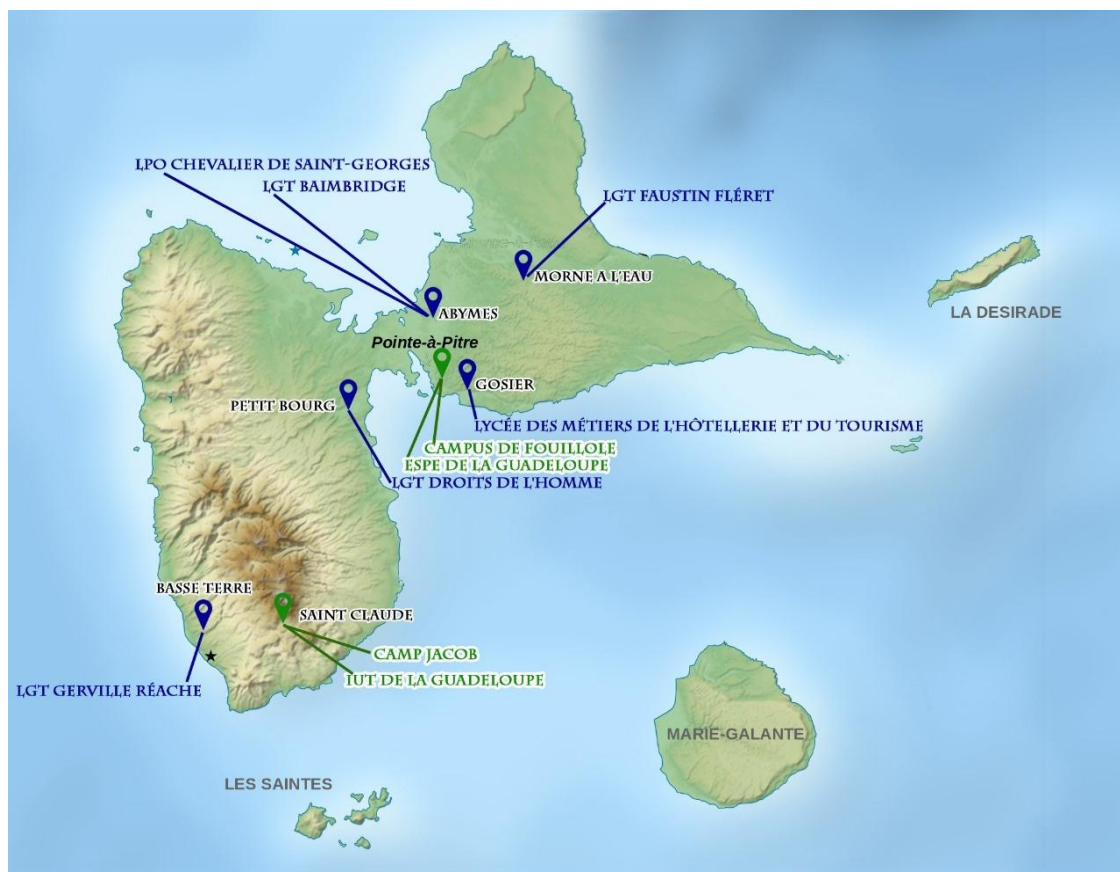 LPO CHEVALIER DE SAINT-GEORGES
LGT BAIMBRIDGE
LGT FAUSTIN FLÉRET
MORNE A L'EAU
LA DESIRADE
ABYMES
Pointe-à-Pitre
GOSIER
PETIT BOURG
LYCÉE DES MÉTIERS DE L'HÔTELLERIE ET DU TOURISME
CAMPUS DE FOUILLOLE
ESPE DE LA GUADELOUPE
LGT DROITS DE L'HOMME
BASSE TERRE
SAINT CLAUDE
CAMP JACOB
IUT DE LA GUADELOUPE
LGT GERVILLE RÉACHE
MARIE-GALANTE
LES SAINTES